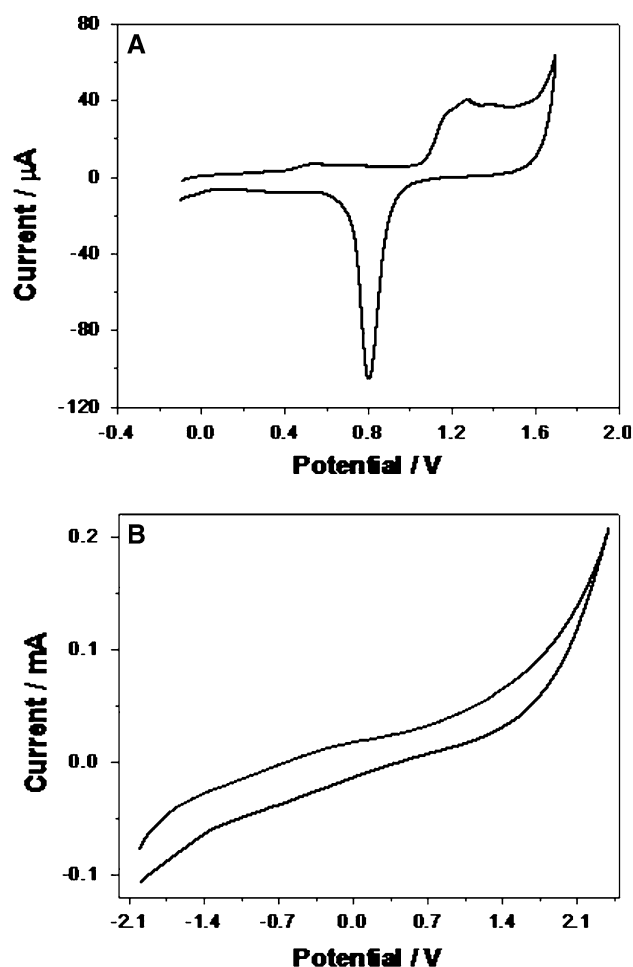 A
80
40
0
-40
-80
-120
Current / μA
-0.4 0.0 0.4 0.8 1.2 1.6 2.0
Potential / V
B
0.2
0.1
0.0
-0.1
Current / mA
-2.1 -1.4 -0.7 0.0 0.7 1.4 2.1
Potential / V